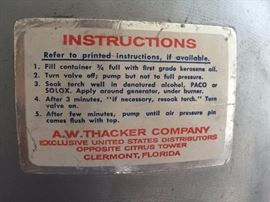 INSTRUCTIONS
Refer to printed instructions, if available.
1. Fill container ¾ full with first grade kerosene oil.
2. Turn valve off; pump but not to full pressure.
3. Soak torch well in denatured alcohol, PACO or
SOLOX. Apply around generator, under burner.
4. After 3 minutes, "if necessary, resoak torch." Turn
valve on.
5. After few minutes, pump until air pressure pin
comes flush with top.
A.W.THACKER COMPANY
EXCLUSIVE UNITED STATES DISTRIBUTORS
OPPOSITE CITRUS TOWER
CLERMONT, FLORIDA